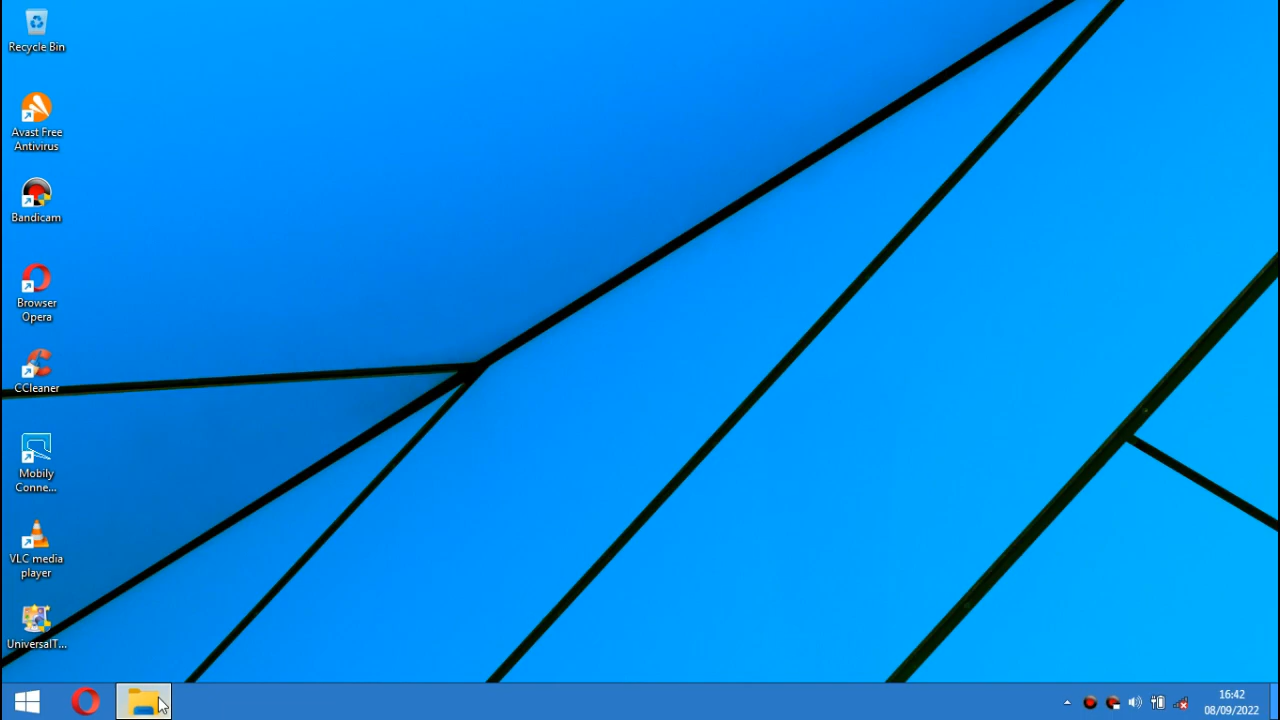 Recycle Bin
Avast Free
Antivirus
Bandicam
Browser
Opera
CCleaner
Mobily
Conne...
VLC media
player
UniversalT...
16:42
08/09/2022